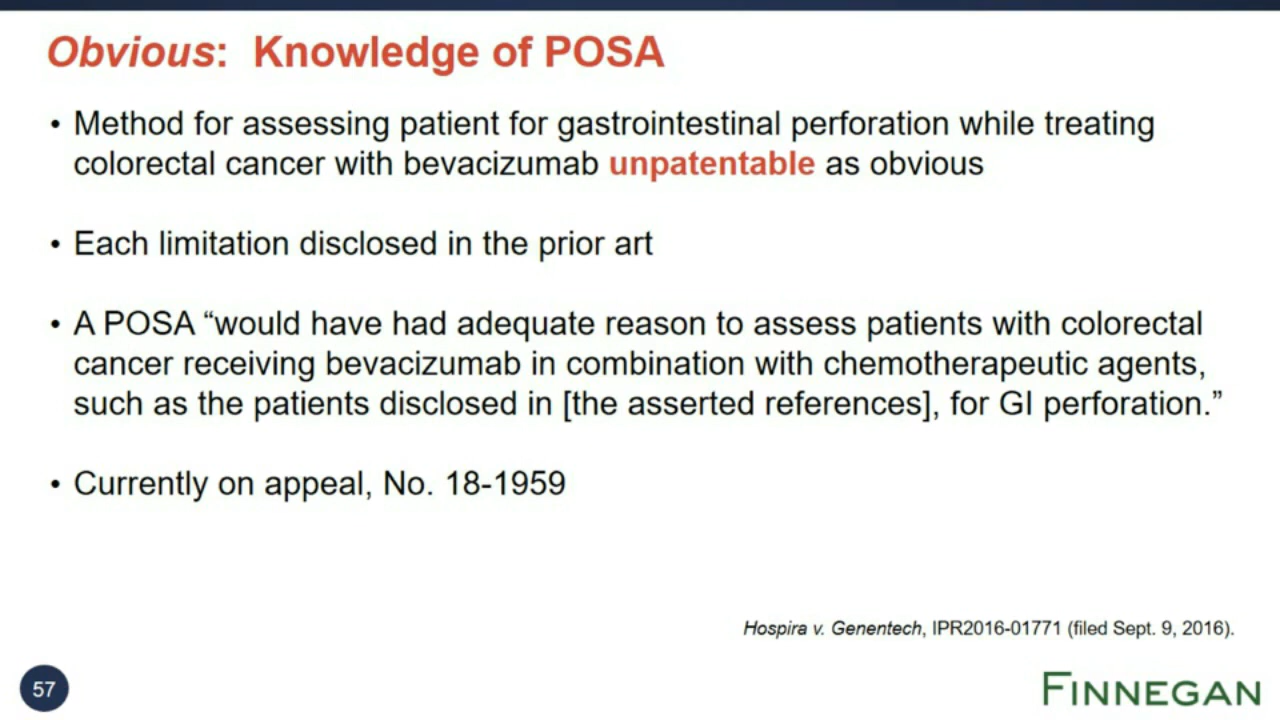 Obvious: Knowledge of POSA
• Method for assessing patient for gastrointestinal perforation while treating
colorectal cancer with bevacizumab unpatentable as obvious
• Each limitation disclosed in the prior art
• A POSA “would have had adequate reason to assess patients with colorectal
cancer receiving bevacizumab in combination with chemotherapeutic agents,
such as the patients disclosed in [the asserted references], for GI perforation.”
• Currently on appeal, No. 18-1959
Hospira v. Genentech, IPR2016-01771 (filed Sept. 9, 2016).
57
FINNEGAN